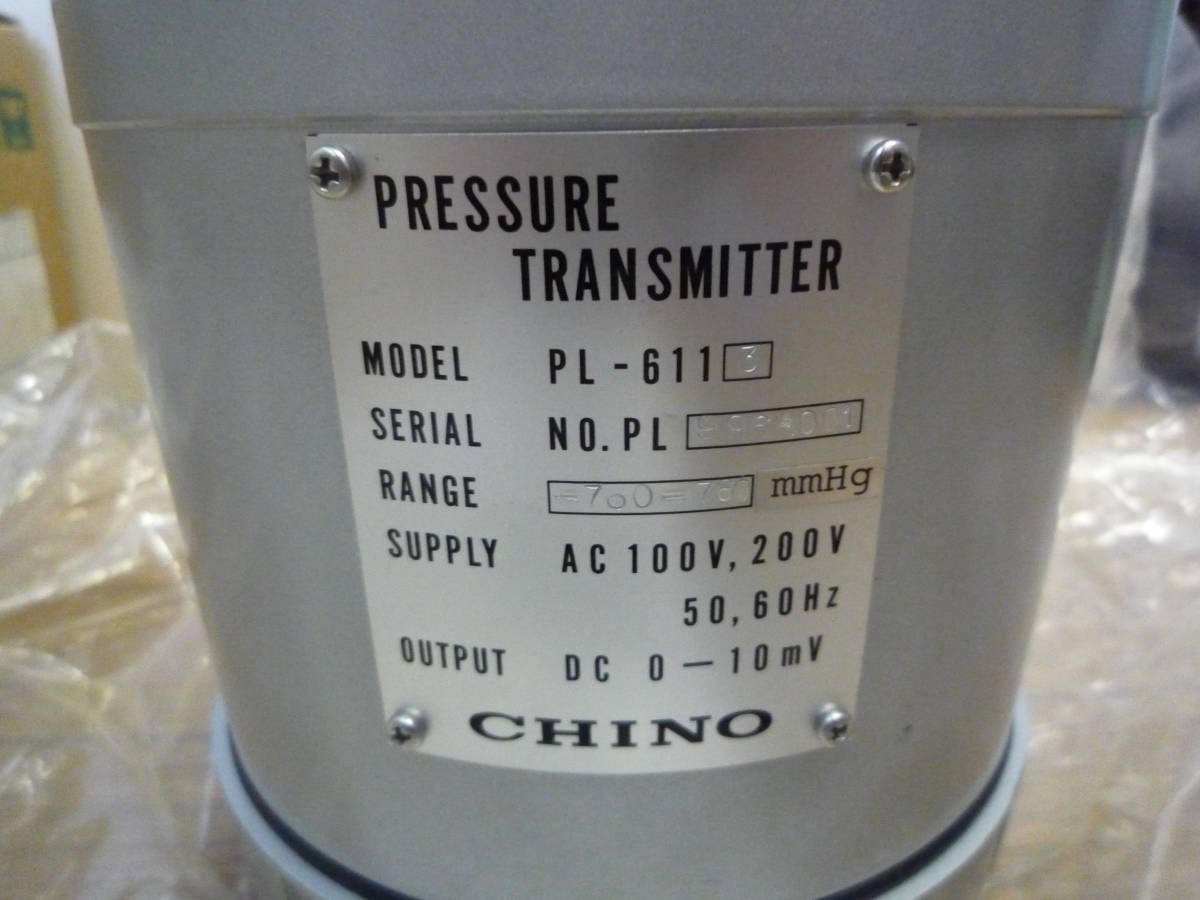 PRESSURE
TRANSMITTER
MODEL PL-611 3
SERIAL NO. PL
RANGE mmHg
SUPPLY AC 100V, 200V
50, 60Hz
OUTPUT DC 0-10mV
CHINO